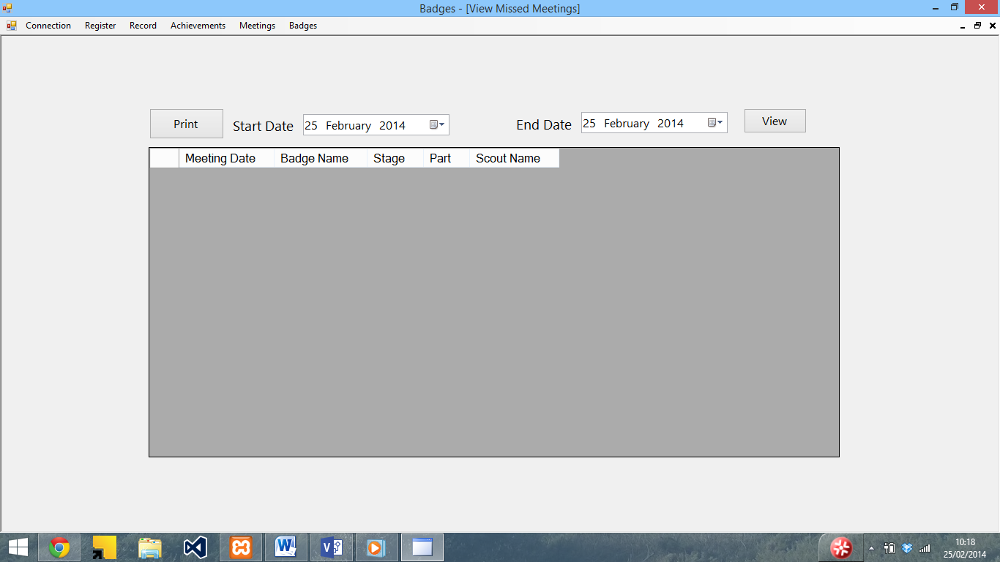 Badges - [View Missed Meetings]
Connection Register Record Achievements Meetings Badges
Print Start Date 25 February 2014 End Date 25 February 2014 View
Meeting Date Badge Name Stage Part Scout Name
10:18
25/02/2014